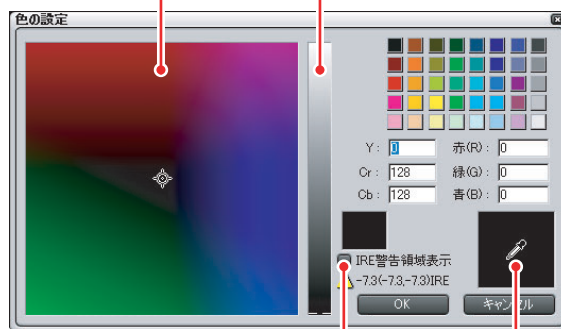 色の設定
Y: 0 赤(R): 0
Cr: 128 緑(G): 0
Cb: 128 青(B): 0
IRE警告領域表示
-7.3(-7.3,-7.3)IRE
OK キャンセル